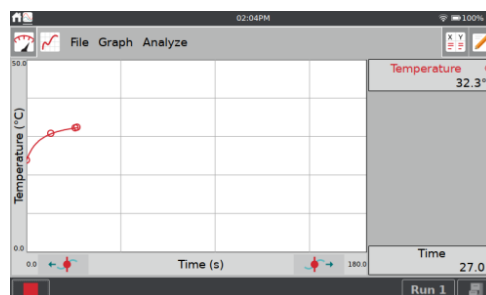 02:04PM
100%
File Graph Analyze
X Y
50.0
Temperature (°C)
0.0
0.0
Time (s)
180.0
Temperature
32.3°
Time
27.0
Run 1